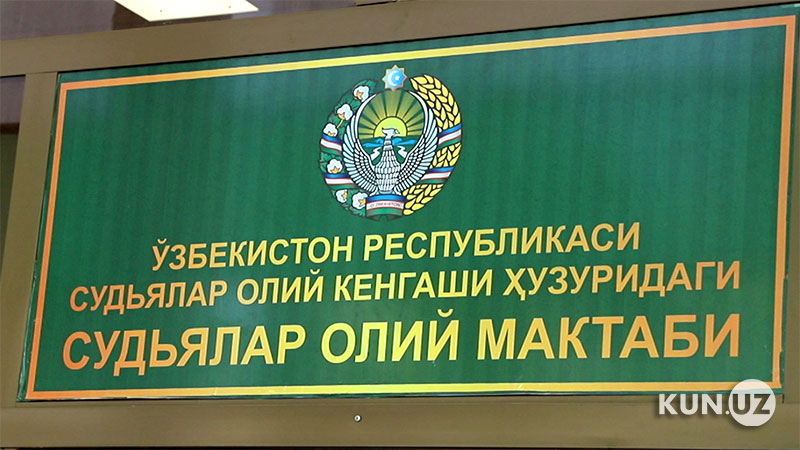 ЎЗБЕКИСТОН РЕСПУБЛИКАСИ
СУДЬЯЛАР ОЛИЙ КЕНГАШИ ҲУЗУРИДАГИ
СУДЬЯЛАР ОЛИЙ МАКТАБИ
KUN.UZ